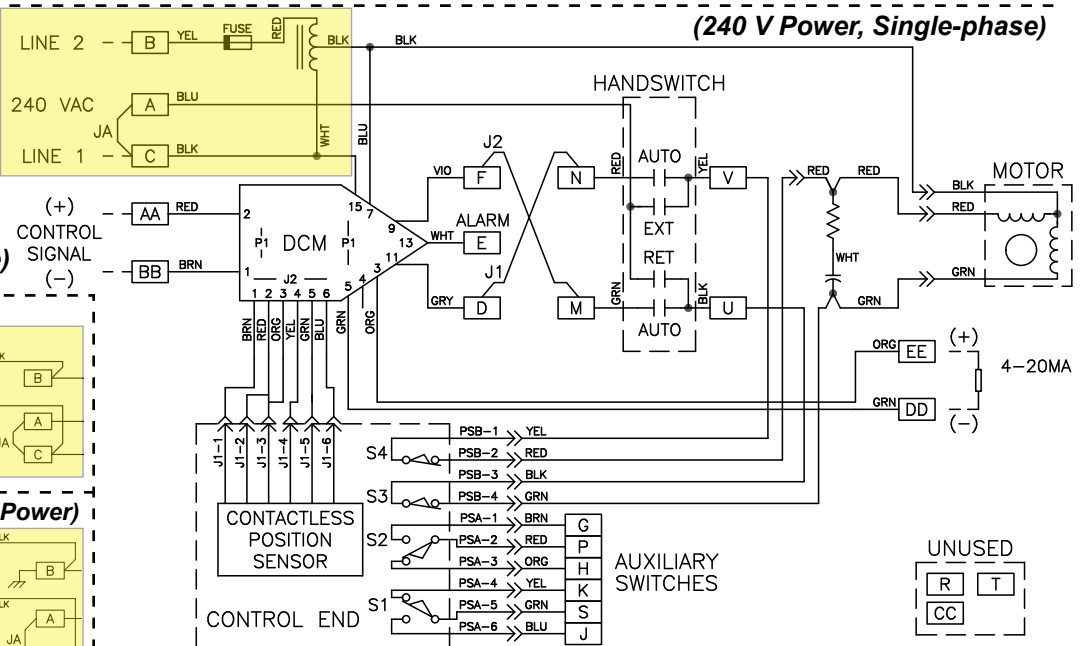 (240 V Power, Single-phase)
LINE 2
B
YEL
FUSE
RED
BLK
BLK
240 VAC
A
BLU
JA
LINE 1
C
BLK
WHT
BLU
(+)
CONTROL
SIGNAL
(-)
AA
RED
BB
BRN
2
1
P1
DCM
P1
J2
15
7
9
13
11
3
4
5
1 2 3 4 5 6
BRN
RED
ORG
YEL
GRN
BLU
GRN
ORG
VIO
F
J2
ALARM
WHT
E
J1
GRY
D
N
M
HANDSWITCH
RED
AUTO
YEL
V
EXT
RET
GRN
BLK
U
AUTO
RED
RED
WHT
GRN
MOTOR
BLK
RED
GRN
ORG
EE
(+)
4-20MA
GRN
DD
(-)
J1-1
J1-2
J1-3
J1-4
J1-5
J1-6
CONTACTLESS
POSITION
SENSOR
CONTROL END
S4
S3
S2
S1
PSB-1 YEL
PSB-2 RED
PSB-3 BLK
PSB-4 GRN
PSA-1 BRN G
PSA-2 RED P
PSA-3 ORG H
PSA-4 YEL K
PSA-5 GRN S
PSA-6 BLU J
AUXILIARY
SWITCHES
UNUSED
R
T
CC
)
K
B
A
JA
C
Power)
LK
B
LK
A
JA